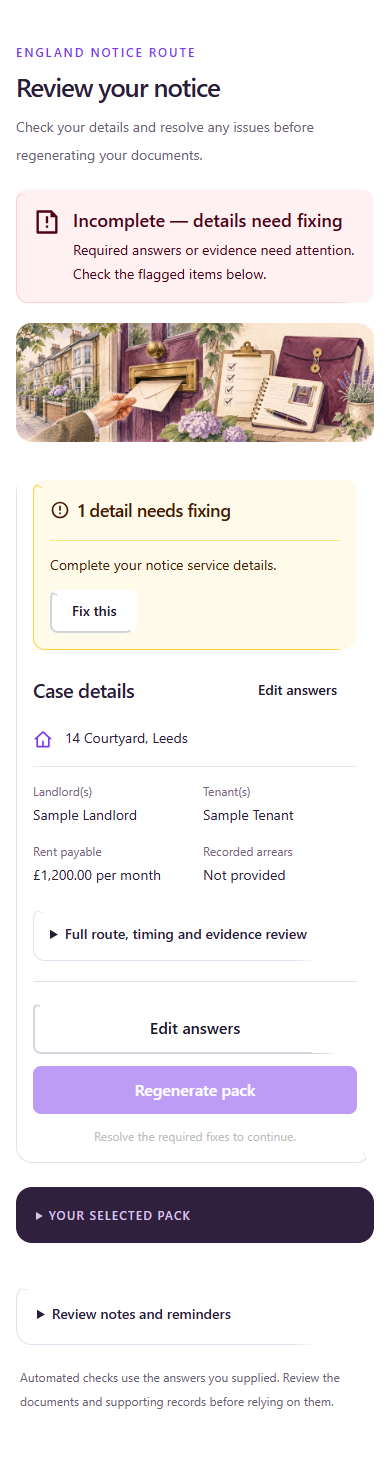 ENGLAND NOTICE ROUTE
Review your notice
Check your details and resolve any issues before
regenerating your documents.
Incomplete — details need fixing
Required answers or evidence need attention.
Check the flagged items below.
1 detail needs fixing
Complete your notice service details.
Fix this
Case details
Edit answers
14 Courtyard, Leeds
Landlord(s)
Tenant(s)
Sample Landlord
Sample Tenant
Rent payable
Recorded arrears
£1,200.00 per month
Not provided
Full route, timing and evidence review
Edit answers
Regenerate pack
Resolve the required fixes to continue.
YOUR SELECTED PACK
Review notes and reminders
Automated checks use the answers you supplied. Review the
documents and supporting records before relying on them.